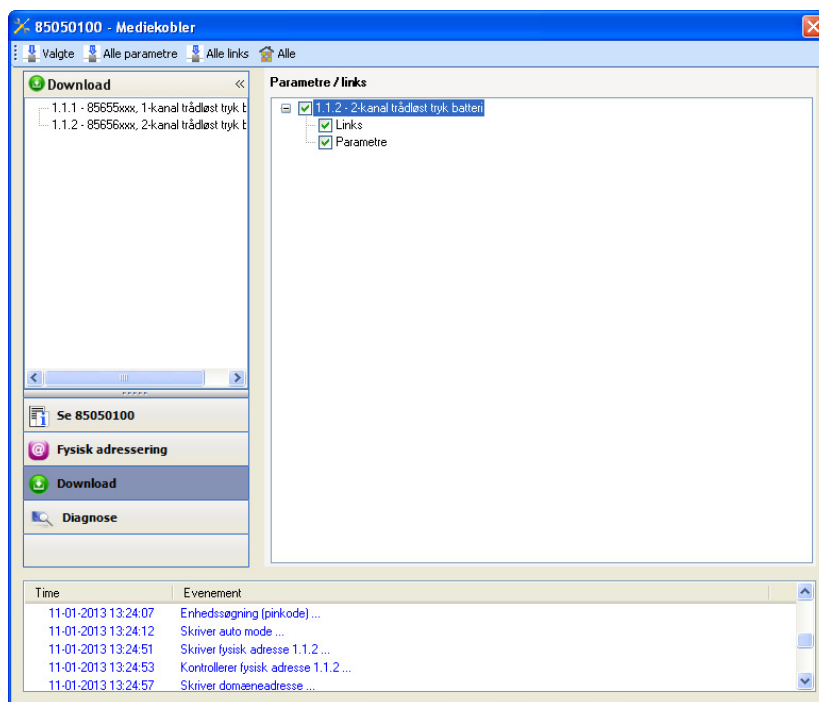 85050100 - Mediekobler
Valgte Alle parametre Alle links Alle
Download «
1.1.1 - 85655xxx, 1-kanal trådløst tryk t
1.1.2 - 85656xxx, 2-kanal trådløst tryk t
Se 85050100
Fysisk adressering
Download
Diagnose
Parametre / links
1.1.2 - 2-kanal trådløst tryk batteri
Links
Parametre
Time Evenement
11-01-2013 13:24:07 Enhedssøgning (pinkode) ...
11-01-2013 13:24:12 Skriver auto mode ...
11-01-2013 13:24:51 Skriver fysisk adresse 1.1.2 ...
11-01-2013 13:24:53 Kontrollerer fysisk adresse 1.1.2 ...
11-01-2013 13:24:57 Skriver domæneadresse ...